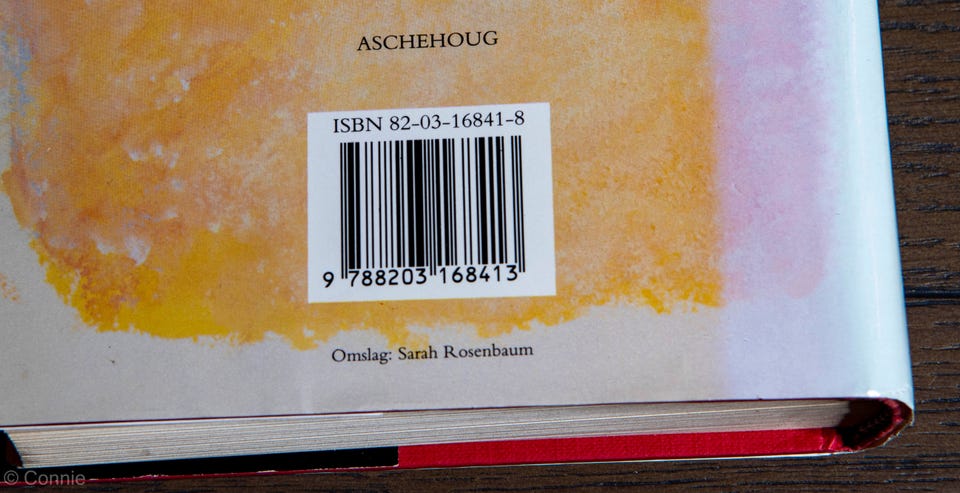 ASCHEHOUG
ISBN 82-03-16841-8
9 788203 168413
Omslag: Sarah Rosenbaum
© Connie